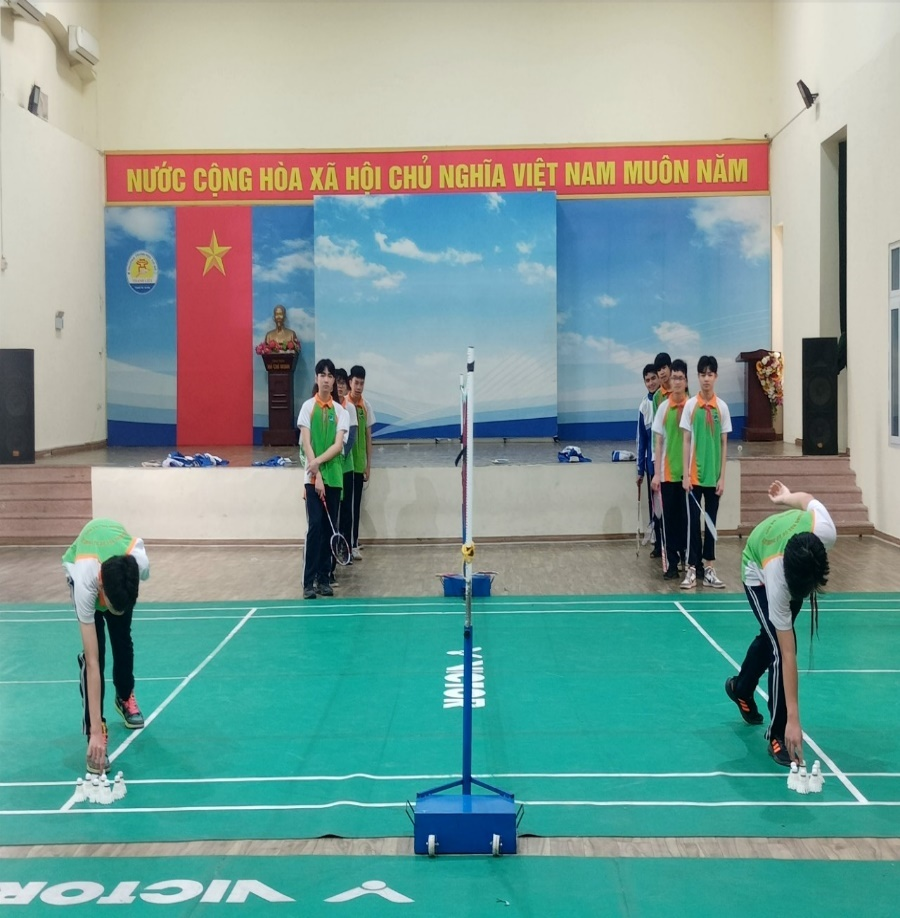 NƯỚC CỘNG HÒA XÃ HỘI CHỦ NGHĨA VIỆT NAM MUÔN NĂM
VICTOR
VICTOR